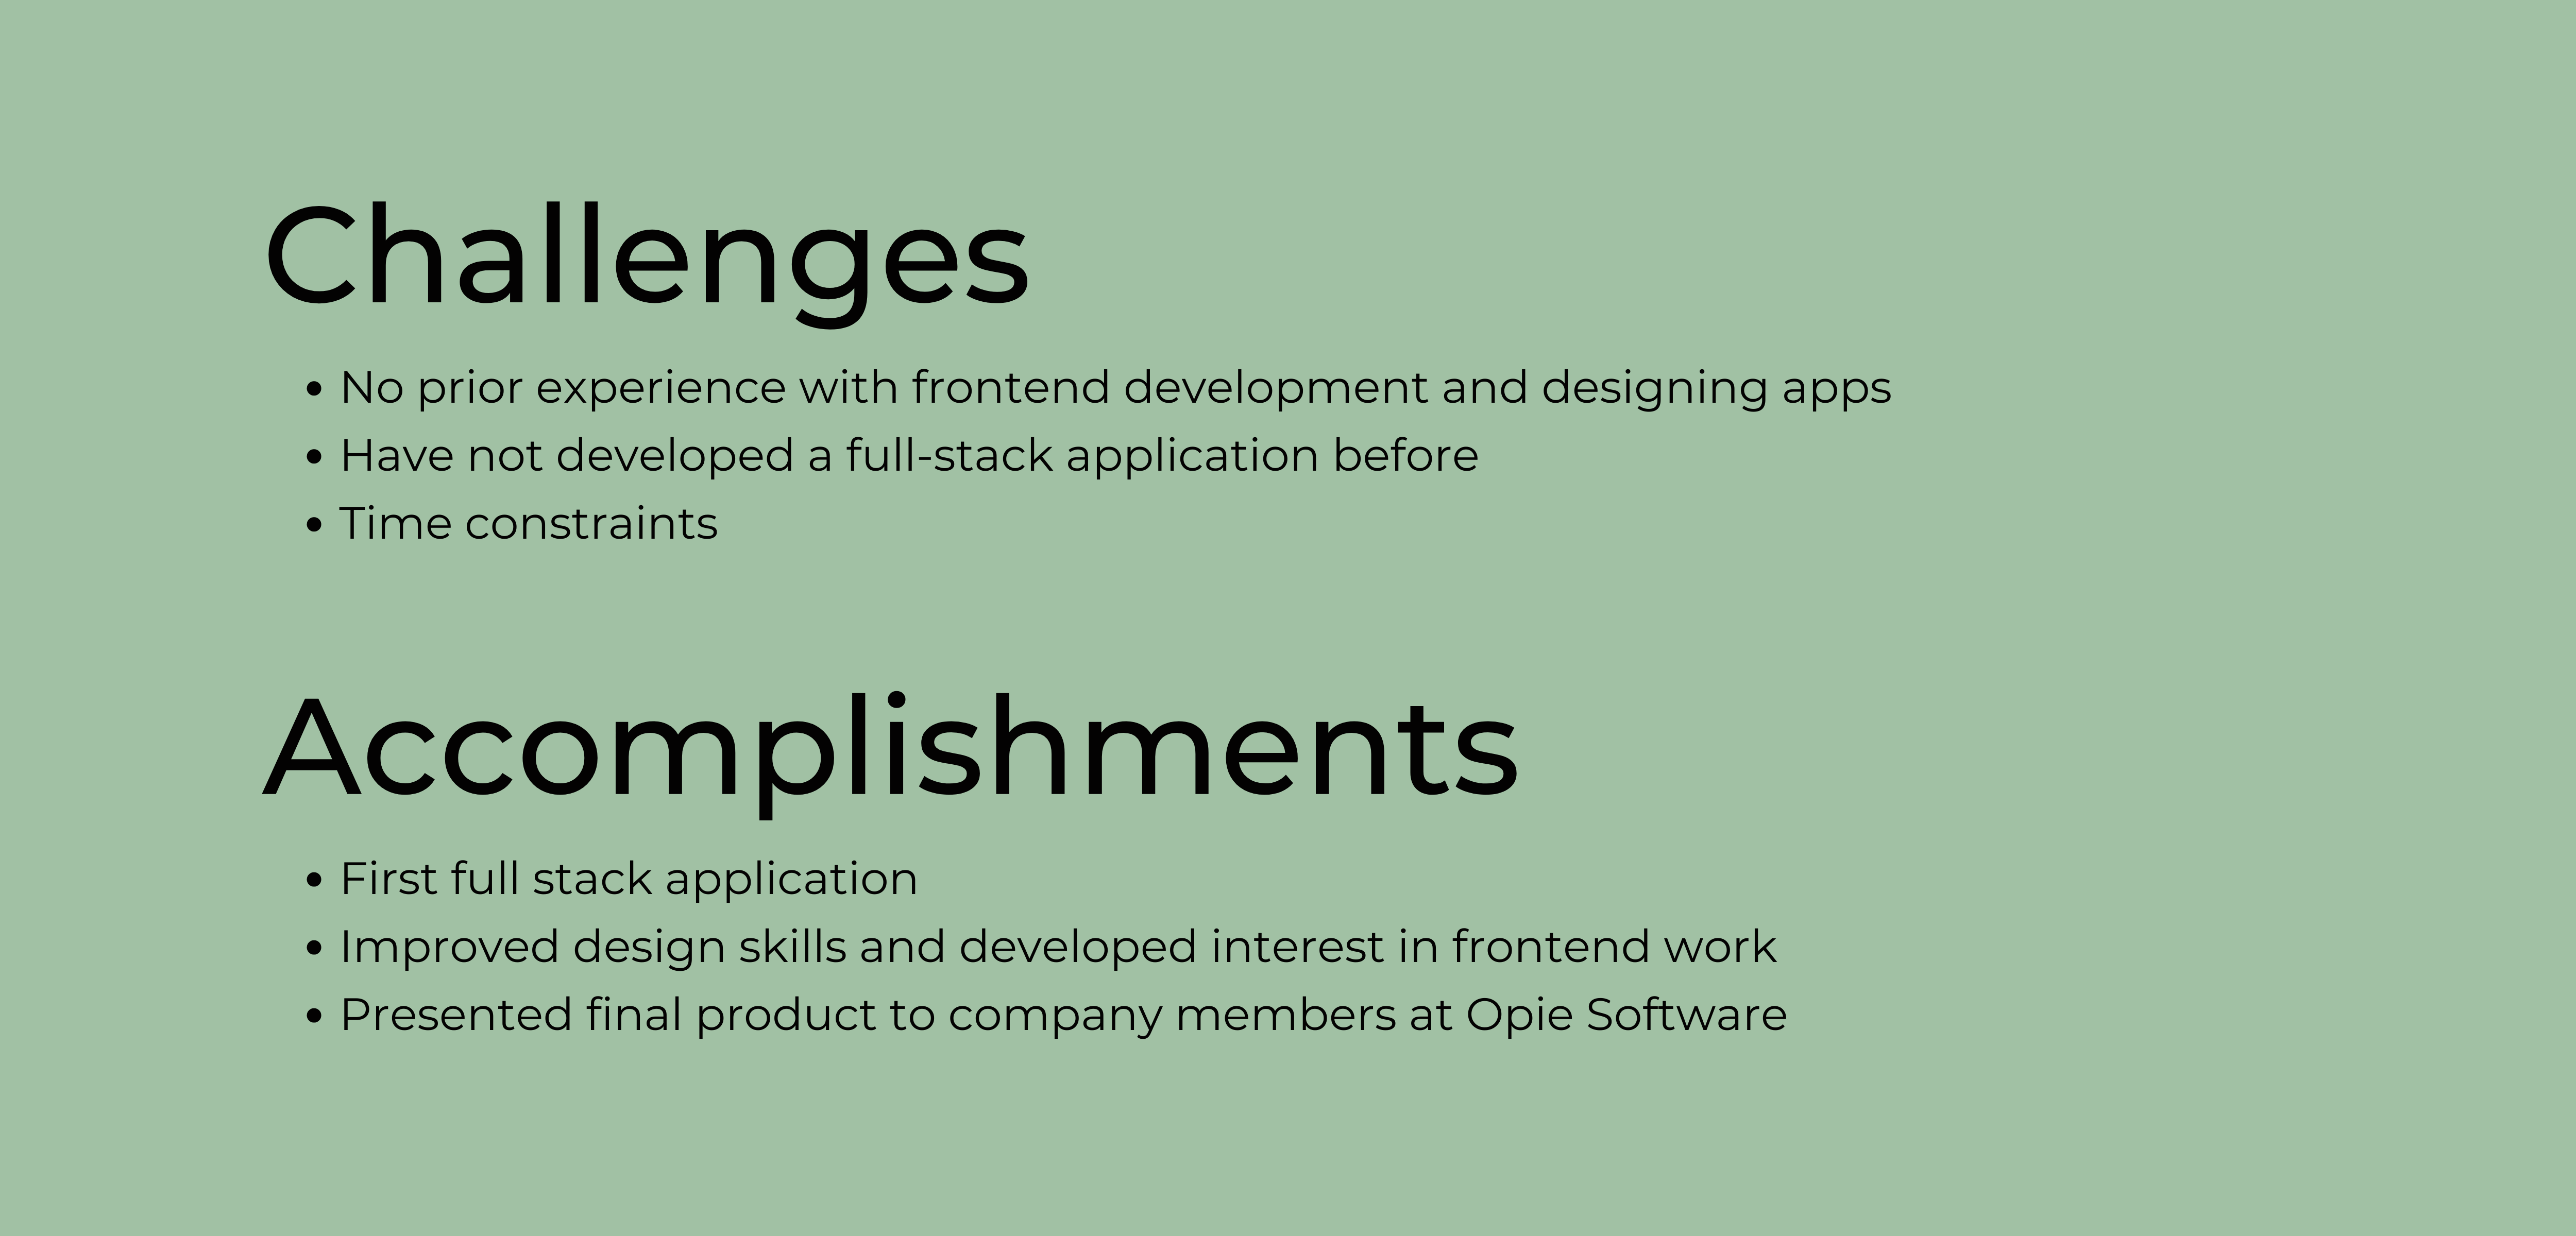 Challenges
• No prior experience with frontend development and designing apps
• Have not developed a full-stack application before
• Time constraints
Accomplishments
• First full stack application
• Improved design skills and developed interest in frontend work
• Presented final product to company members at Opie Software